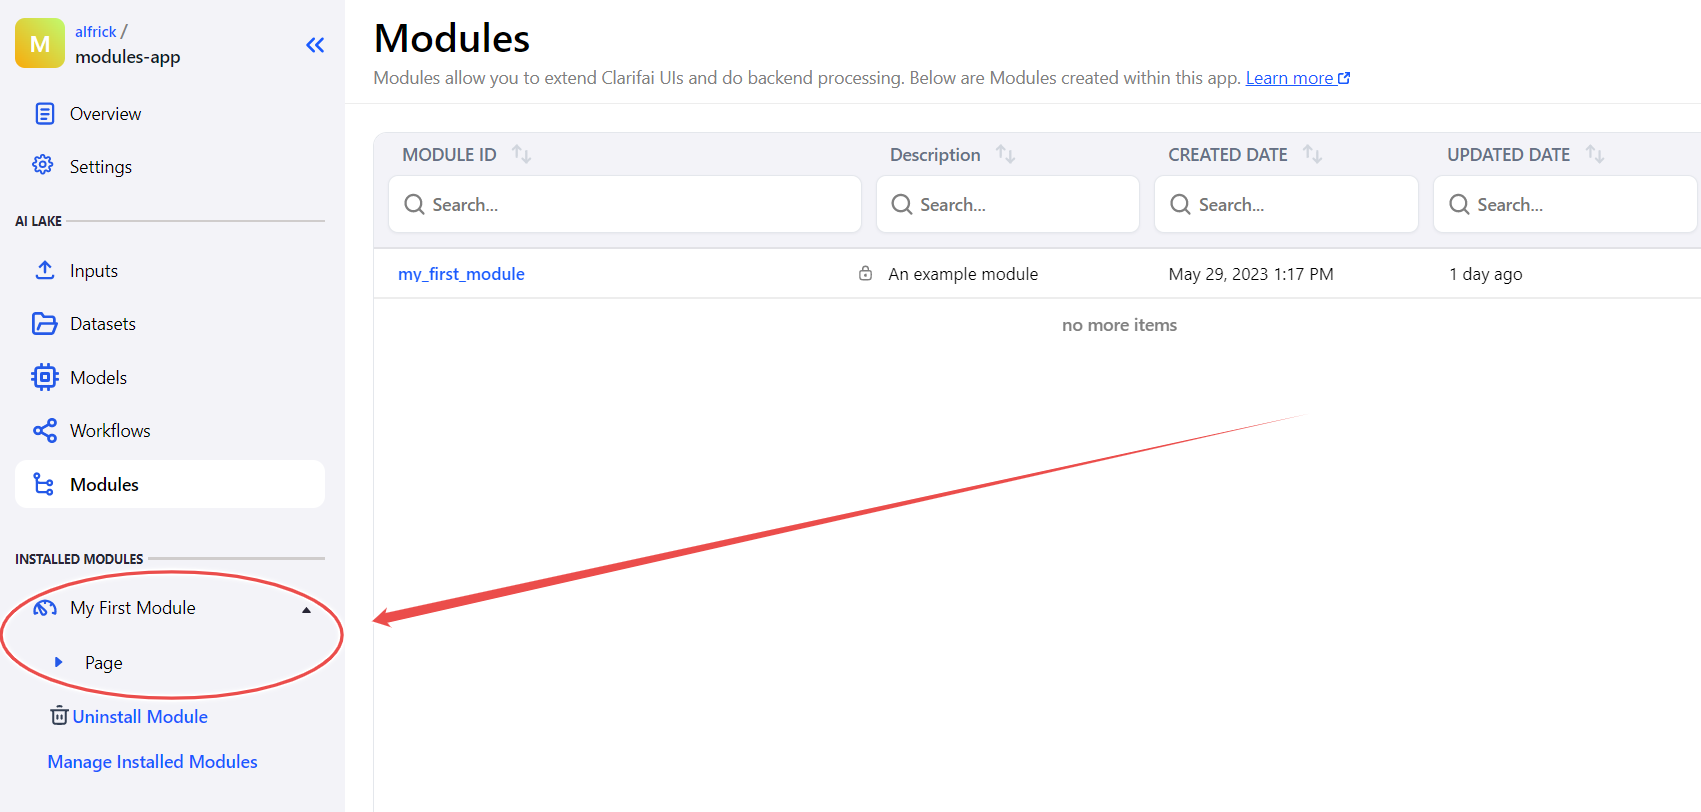 M
alfrick /
modules-app
Overview
Settings
AI LAKE
Inputs
Datasets
Models
Workflows
Modules
INSTALLED MODULES
My First Module
Page
Uninstall Module
Manage Installed Modules
Modules
Modules allow you to extend Clarifai UIs and do backend processing. Below are Modules created within this app. Learn more
MODULE ID Description CREATED DATE UPDATED DATE
Search... Search... Search... Search...
my_first_module An example module May 29, 2023 1:17 PM 1 day ago
no more items